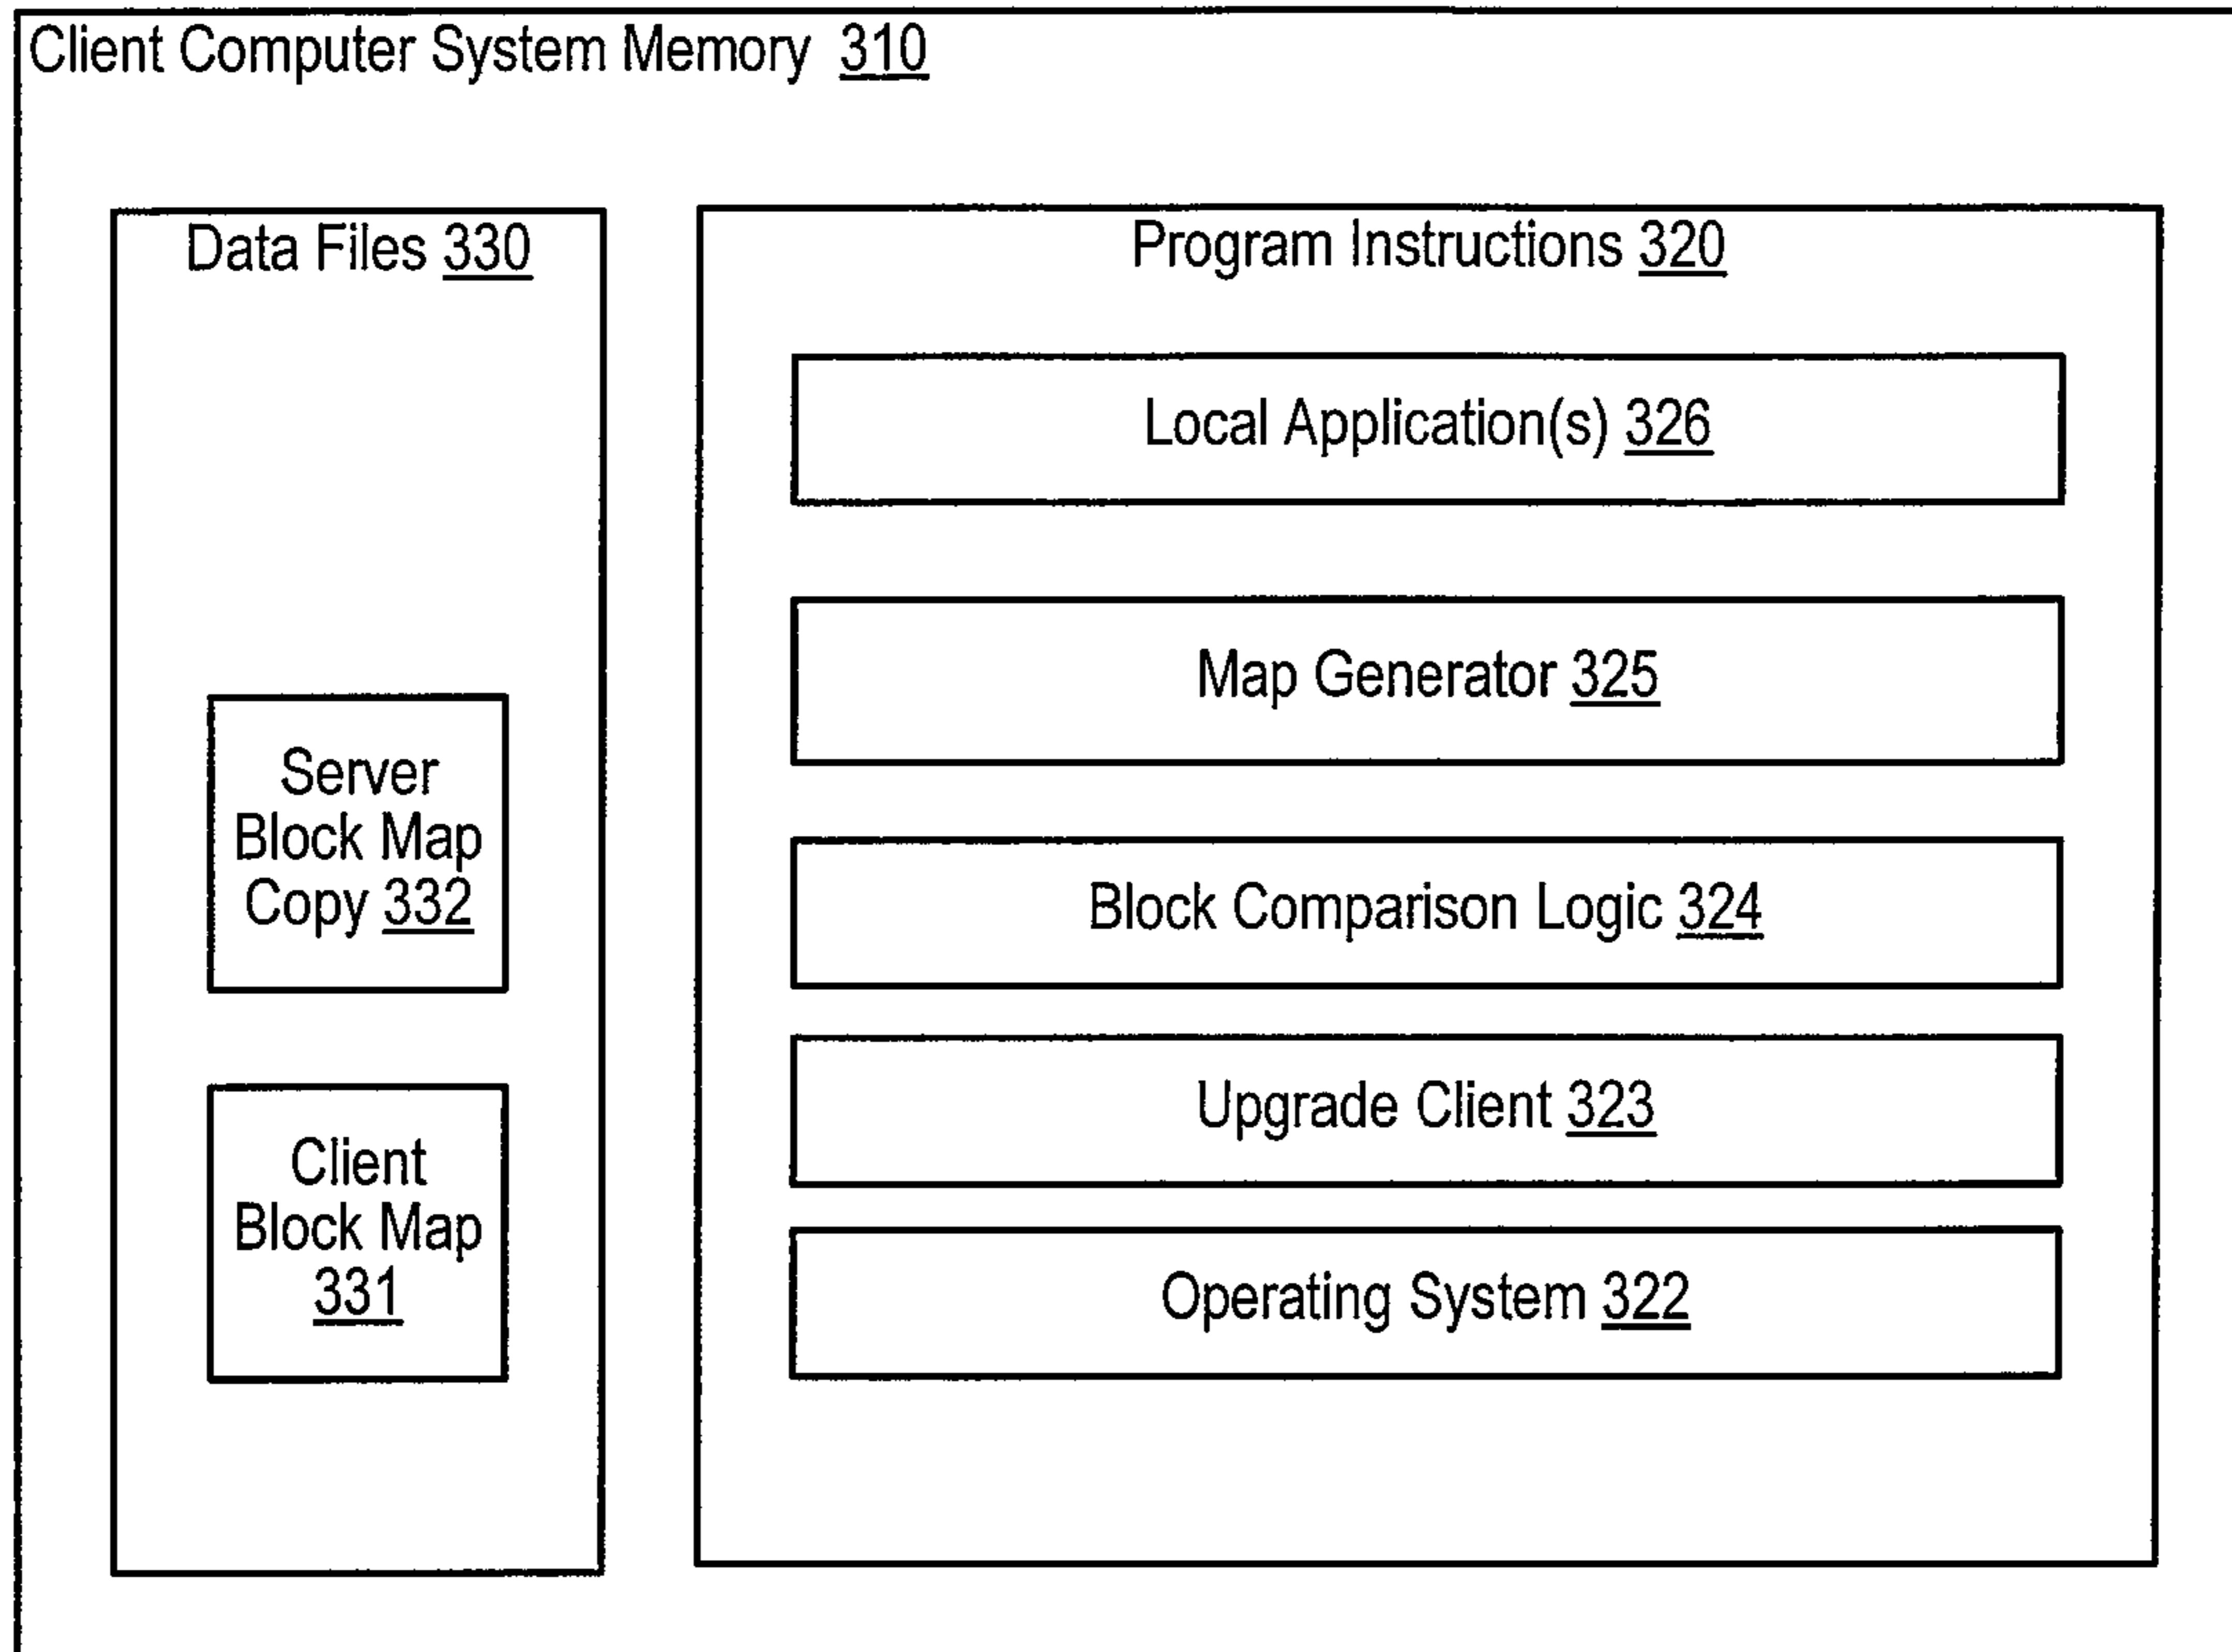 Client Computer System Memory 310
Data Files 330
Server
Block Map
Copy 332
Client
Block Map
331
Program Instructions 320
Local Application(s) 326
Map Generator 325
Block Comparison Logic 324
Upgrade Client 323
Operating System 322